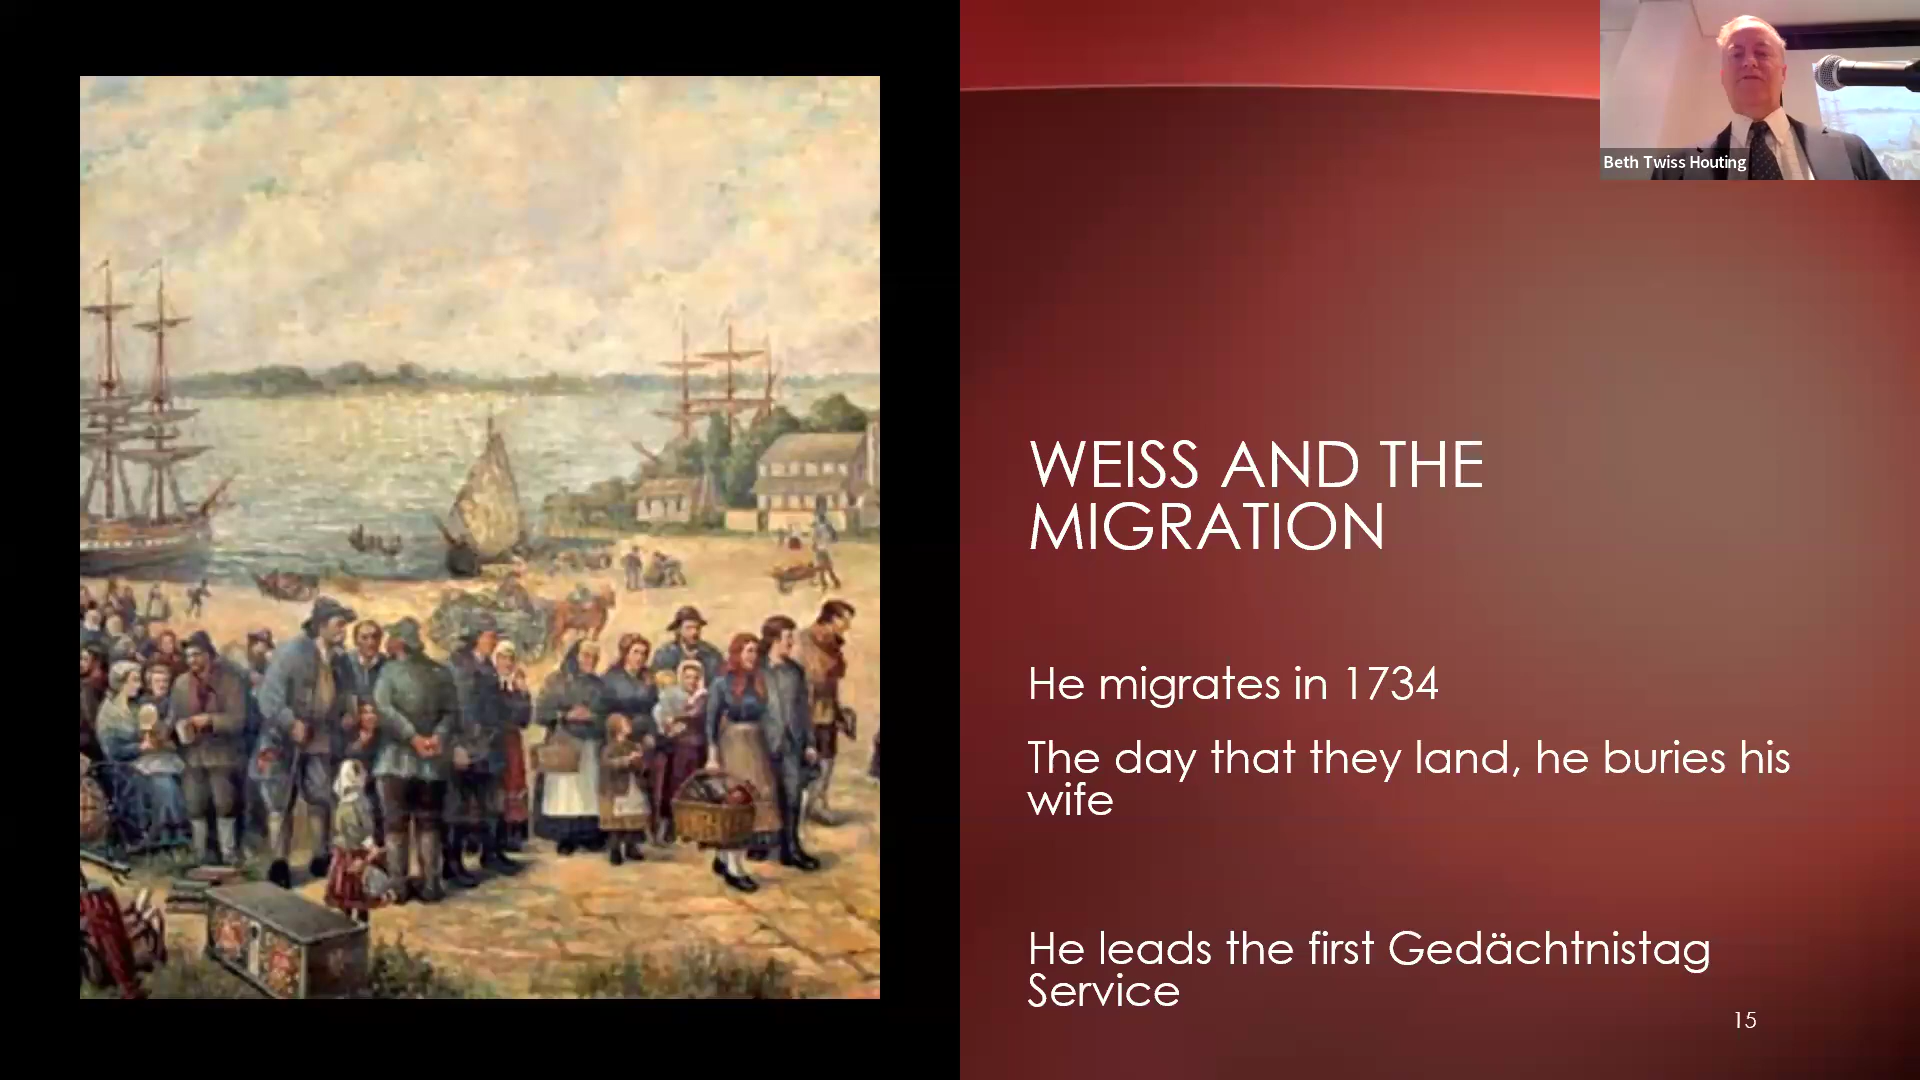 Beth Twiss Houting
WEISS AND THE
MIGRATION
He migrates in 1734
The day that they land, he buries his
wife
He leads the first Gedächtnistag
Service
15